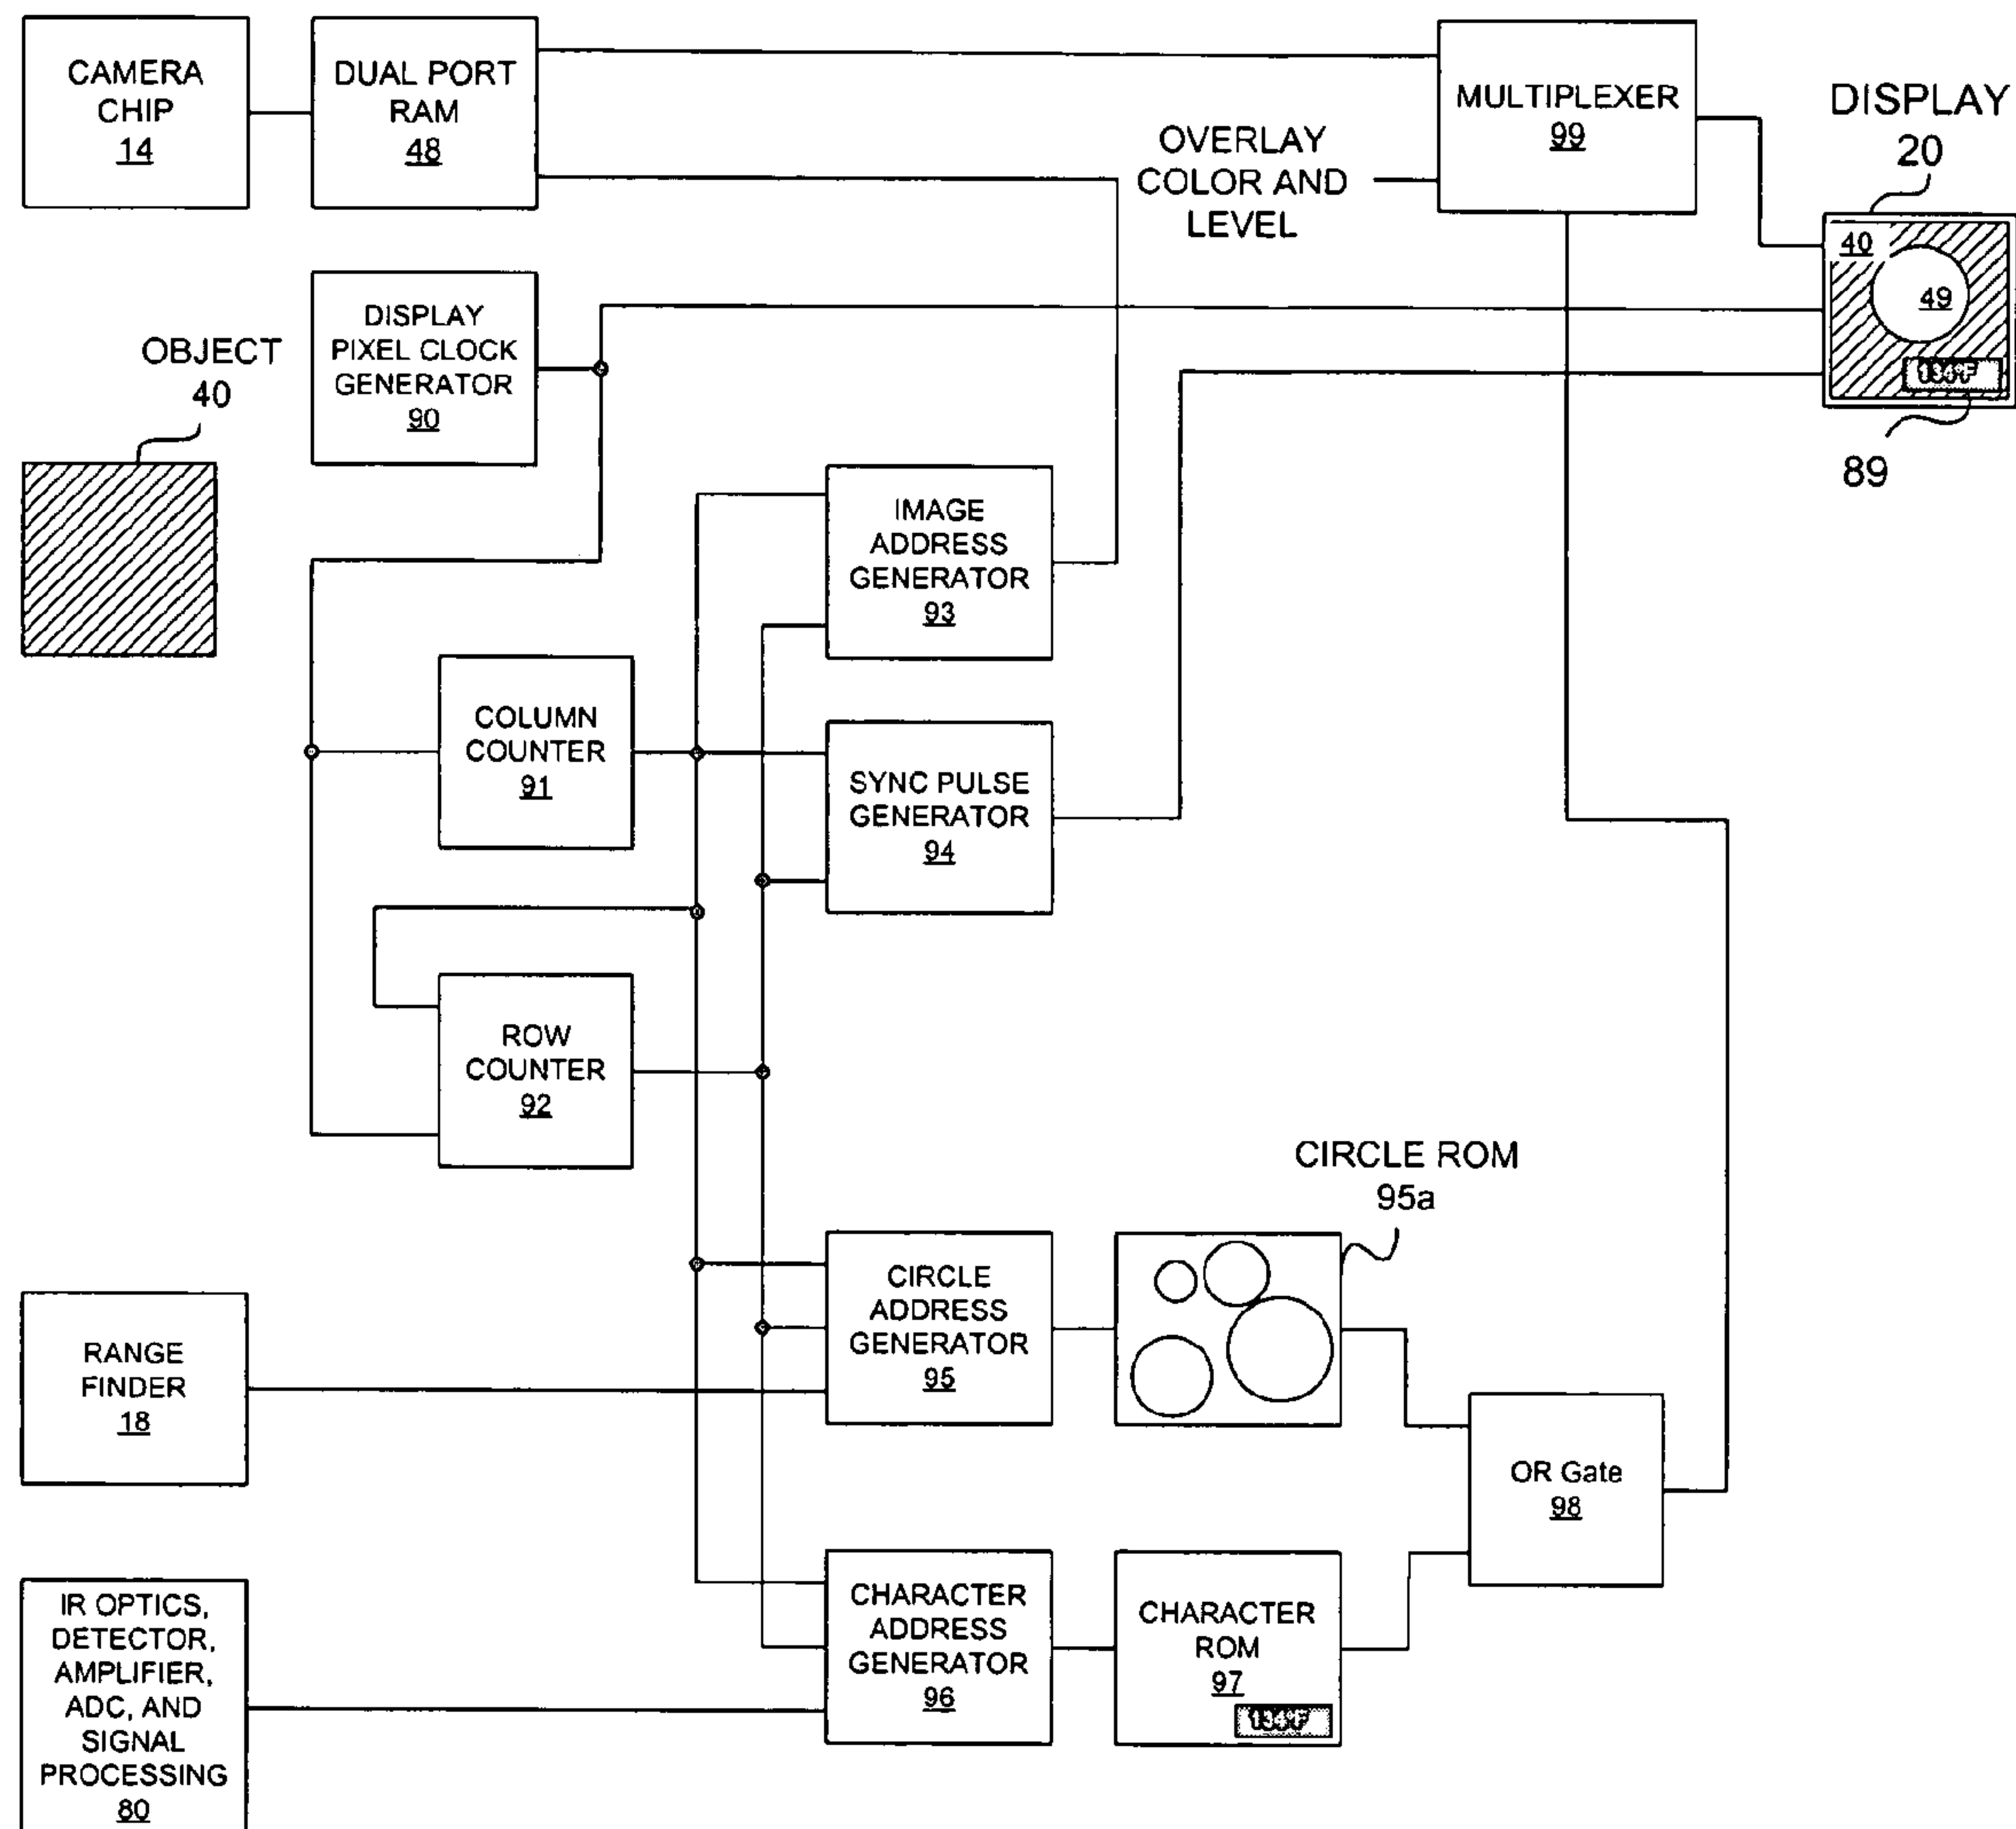 CAMERA
CHIP
14
DUAL PORT
RAM
48
MULTIPLEXER
99
OVERLAY
COLOR AND
LEVEL
DISPLAY
20
40
49
134°F
89
DISPLAY
PIXEL CLOCK
GENERATOR
90
OBJECT
40
IMAGE
ADDRESS
GENERATOR
93
COLUMN
COUNTER
91
SYNC PULSE
GENERATOR
94
ROW
COUNTER
92
CIRCLE ROM
95a
CIRCLE
ADDRESS
GENERATOR
95
RANGE
FINDER
18
OR Gate
98
CHARACTER
ADDRESS
GENERATOR
96
CHARACTER
ROM
97
134°F
IR OPTICS,
DETECTOR,
AMPLIFIER,
ADC, AND
SIGNAL
PROCESSING
80